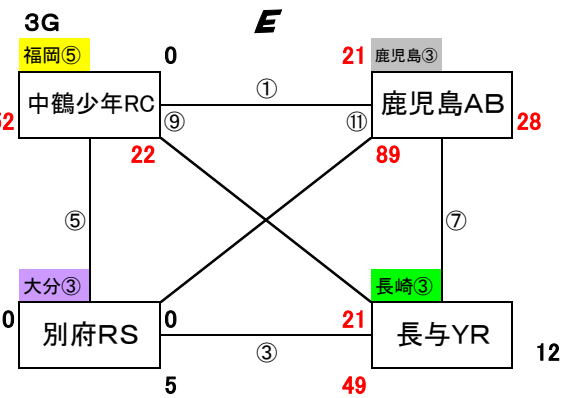 3G E
福岡⑤ 0 21 鹿児島③
中鶴少年RC ① 鹿児島AB
52 ⑨ ⑪ 28
22 89
⑤ ⑦
大分③ 長崎③
0 別府RS 0 21 長与YR
③ 12
5 49